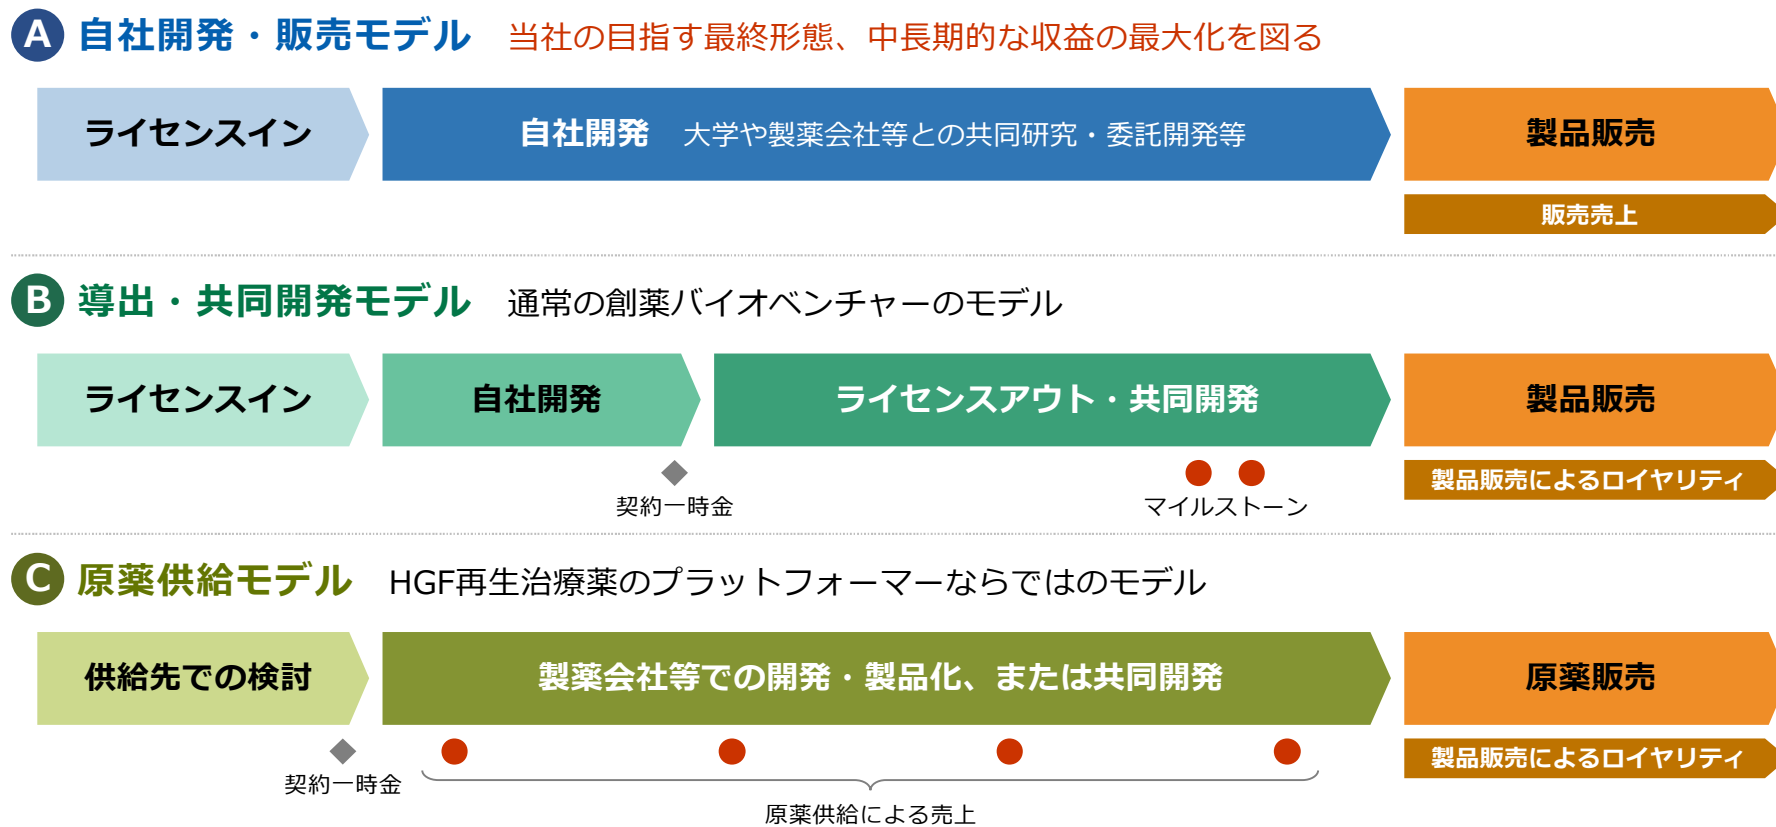 A 自社開発・販売モデル 当社の目指す最終形態、中長期的な収益の最大化を図る
ライセンスイン
自社開発 大学や製薬会社等との共同研究・委託開発等
製品販売
販売売上
B 導出・共同開発モデル 通常の創薬バイオベンチャーのモデル
ライセンスイン
自社開発
ライセンスアウト・共同開発
製品販売
契約一時金
マイルストーン
製品販売によるロイヤリティ
C 原薬供給モデル HGF再生治療薬のプラットフォーマーならではのモデル
供給先での検討
製薬会社等での開発・製品化、または共同開発
原薬販売
契約一時金
原薬供給による売上
製品販売によるロイヤリティ